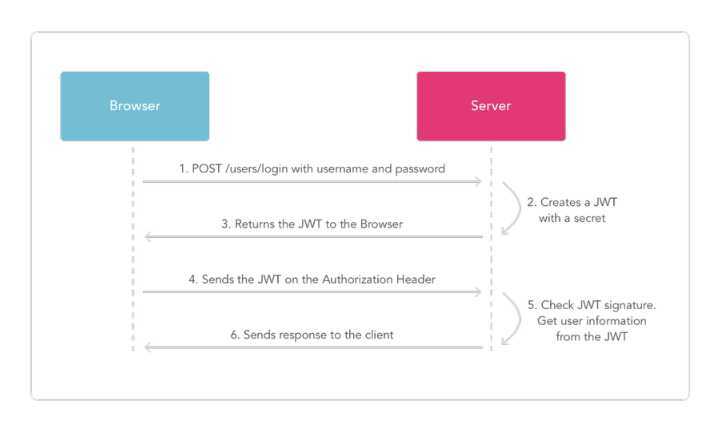 Browser
Server
1. POST /users/login with username and password
2. Creates a JWT
with a secret
3. Returns the JWT to the Browser
4. Sends the JWT on the Authorization Header
5. Check JWT signature.
Get user information
from the JWT
6. Sends response to the client